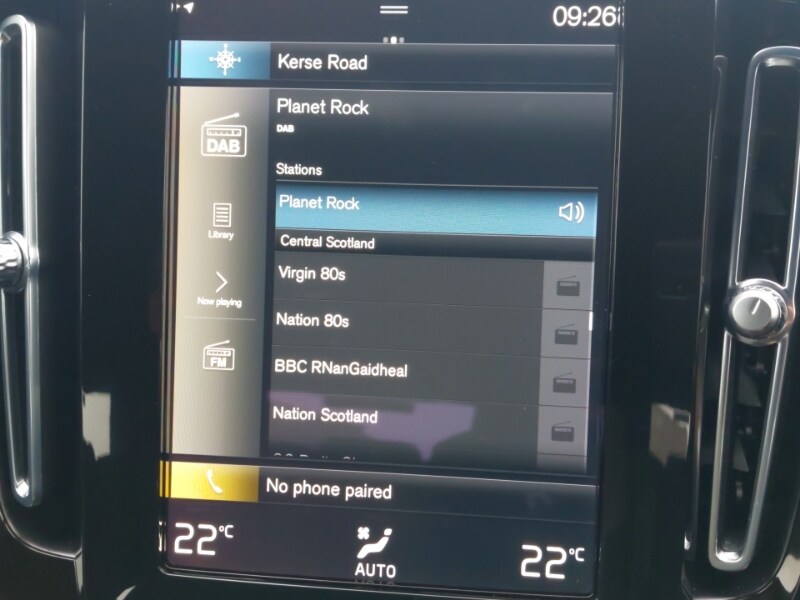 09:26
Kerse Road
Planet Rock
DAB
DAB
Stations
Planet Rock
Library
Central Scotland
Virgin 80s
Now playing
Nation 80s
FM
BBC RNanGaidheal
Nation Scotland
No phone paired
22°C
AUTO
22°C